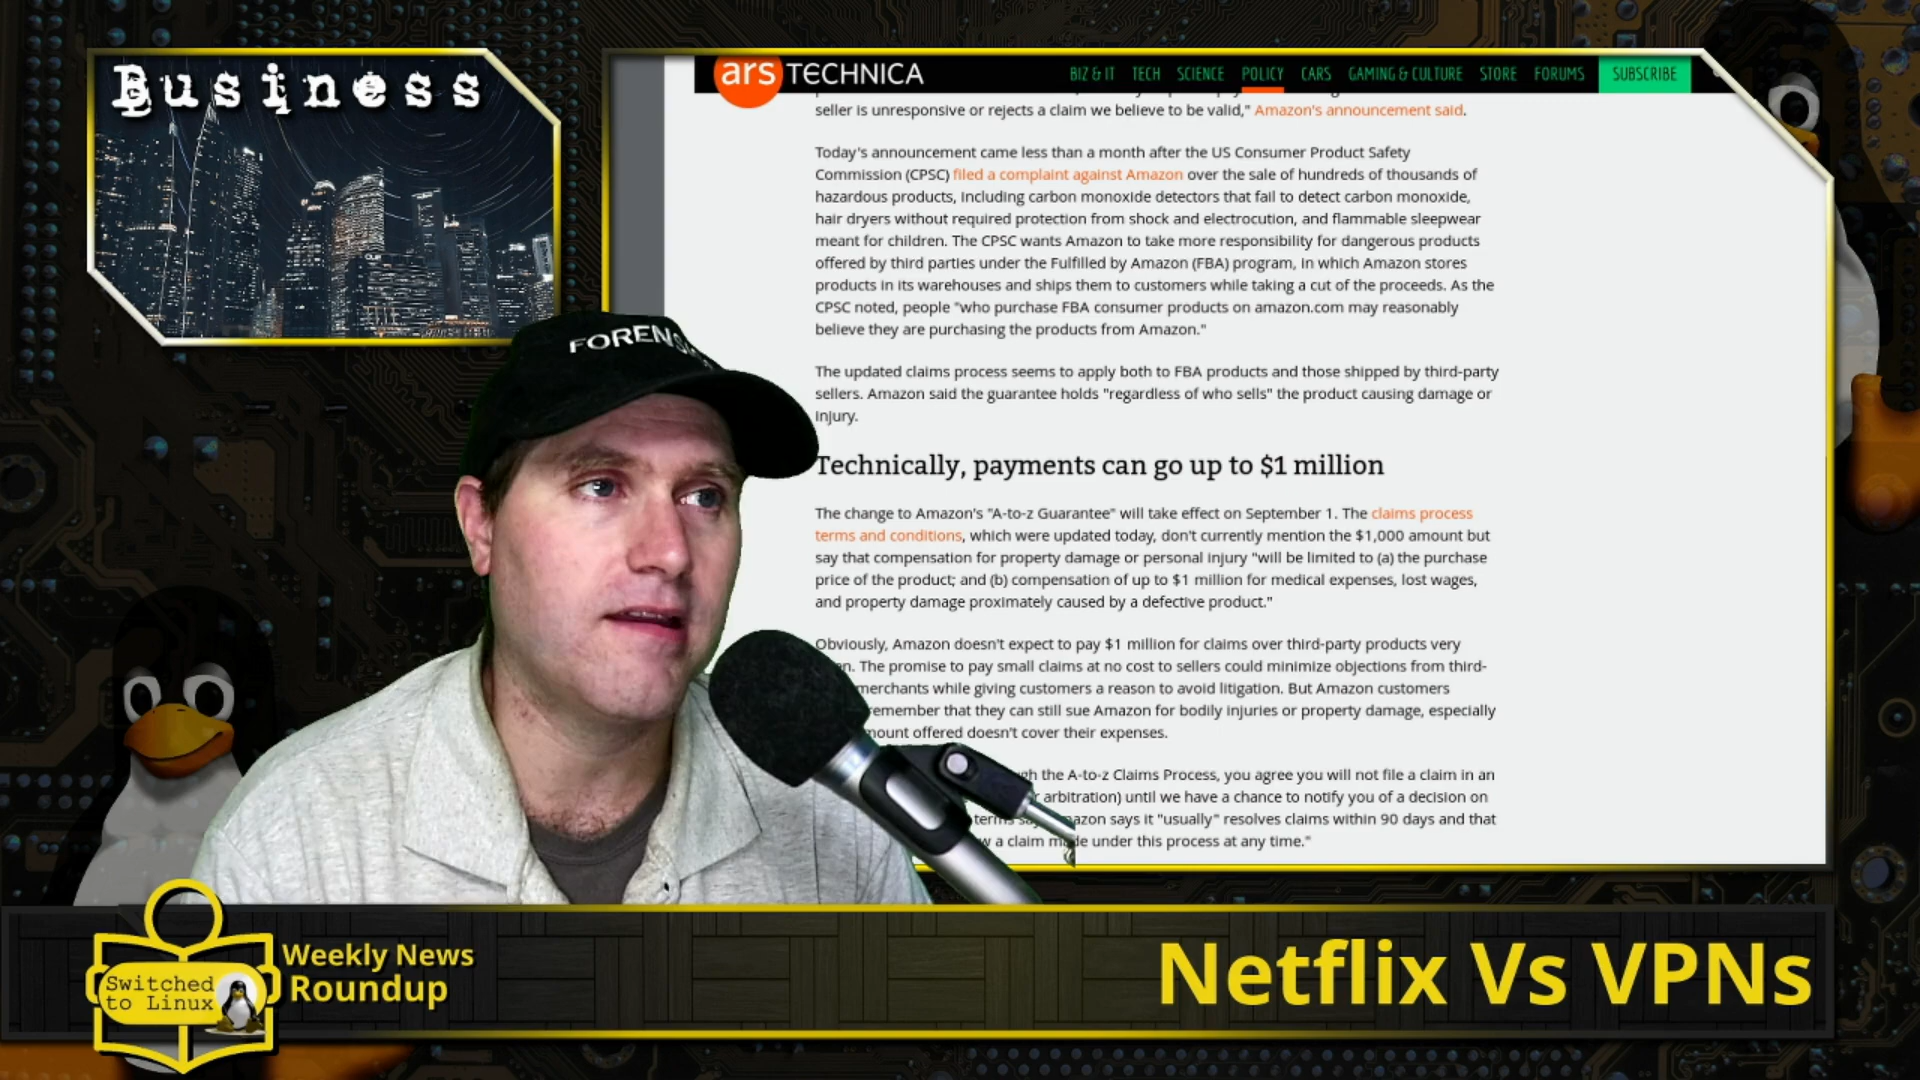 Business
ars TECHNICA
BIZ & IT TECH SCIENCE POLICY CARS GAMING & CULTURE STORE FORUMS SUBSCRIBE
seller is unresponsive or rejects a claim we believe to be valid," Amazon's announcement said.
Today's announcement came less than a month after the US Consumer Product Safety
Commission (CPSC) filed a complaint against Amazon over the sale of hundreds of thousands of
hazardous products, including carbon monoxide detectors that fail to detect carbon monoxide,
hair dryers without required protection from shock and electrocution, and flammable sleepwear
meant for children. The CPSC wants Amazon to take more responsibility for dangerous products
offered by third parties under the Fulfilled by Amazon (FBA) program, in which Amazon stores
products in its warehouses and ships them to customers while taking a cut of the proceeds. As the
CPSC noted, people "who purchase FBA consumer products on amazon.com may reasonably
believe they are purchasing the products from Amazon."
The updated claims process seems to apply both to FBA products and those shipped by third-party
sellers. Amazon said the guarantee holds "regardless of who sells" the product causing damage or
injury.
Technically, payments can go up to $1 million
The change to Amazon's "A-to-z Guarantee" will take effect on September 1. The claims process
terms and conditions, which were updated today, don't currently mention the $1,000 amount but
say that compensation for property damage or personal injury "will be limited to (a) the purchase
price of the product; and (b) compensation of up to $1 million for medical expenses, lost wages,
and property damage proximately caused by a defective product."
Obviously, Amazon doesn't expect to pay $1 million for claims over third-party products very
The promise to pay small claims at no cost to sellers could minimize objections from third-
merchants while giving customers a reason to avoid litigation. But Amazon customers
remember that they can still sue Amazon for bodily injuries or property damage, especially
offered doesn't cover their expenses.
the A-to-z Claims Process, you agree you will not file a claim in an
arbitration) until we have a chance to notify you of a decision on
terms Amazon says it "usually" resolves claims within 90 days and that
a claim made under this process at any time."
Switched
to Linux
Weekly News
Roundup
Netflix Vs VPNs